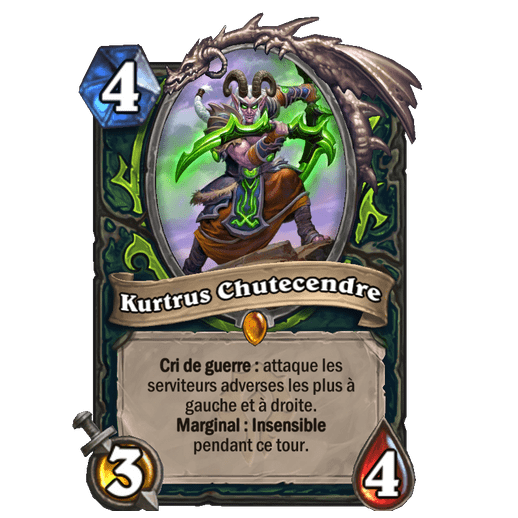 4
Kurtrus Chutecendre
Cri de guerre : attaque les
serviteurs adverses les plus à
gauche et à droite.
Marginal : Insensible
pendant ce tour.
3
4